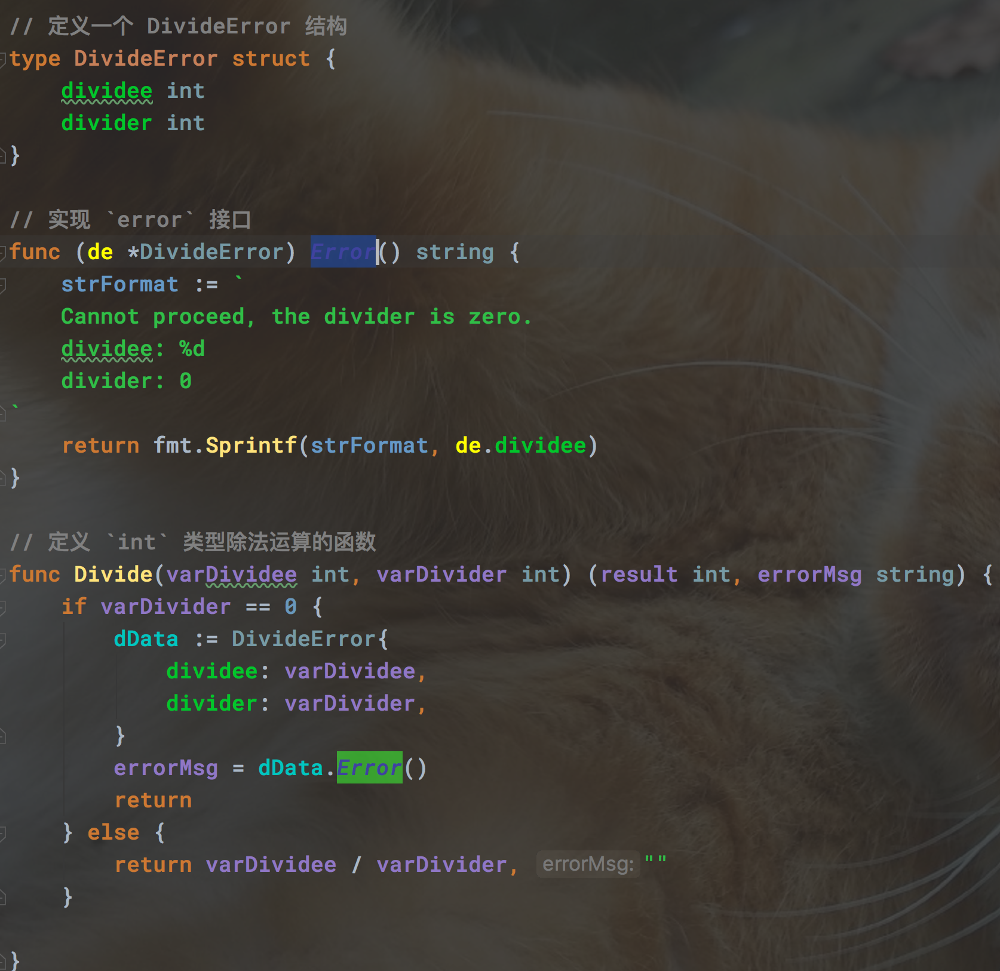 // 定义一个 DivideError 结构
type DivideError struct {
    dividee int
    divider int
}

// 实现 `error` 接口
func (de *DivideError) Error() string {
    strFormat := `
    Cannot proceed, the divider is zero.
    dividee: %d
    divider: 0
`
    return fmt.Sprintf(strFormat, de.dividee)
}

// 定义 `int` 类型除法运算的函数
func Divide(varDividee int, varDivider int) (result int, errorMsg string) {
    if varDivider == 0 {
        dData := DivideError{
            dividee: varDividee,
            divider: varDivider,
        }
        errorMsg = dData.Error()
        return
    } else {
        return varDividee / varDivider, errorMsg: ""
    }

}